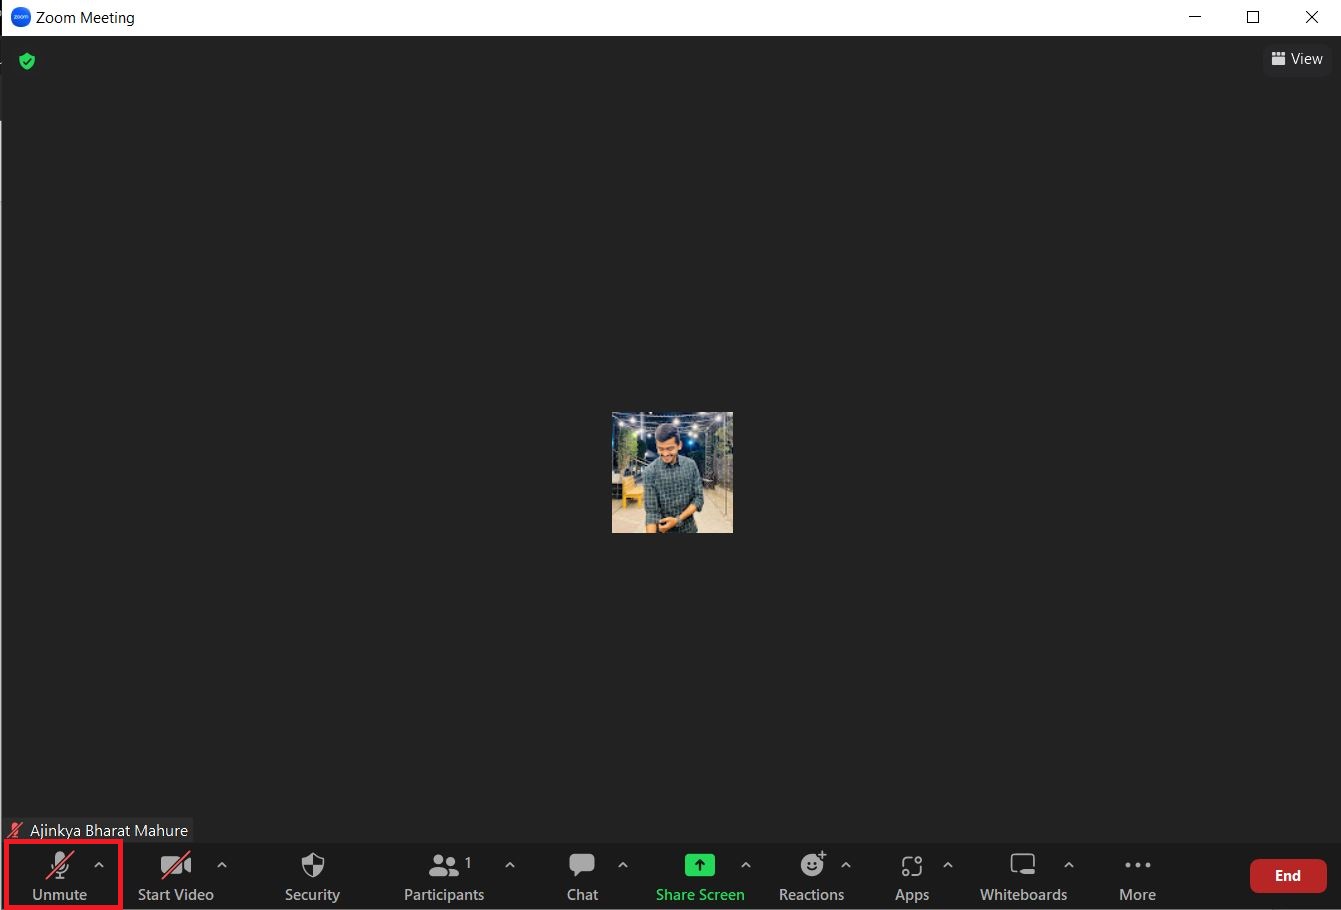 zoom Zoom Meeting
View
Ajinkya Bharat Mahure
1
Unmute Start Video Security Participants Chat Share Screen Reactions Apps Whiteboards More End